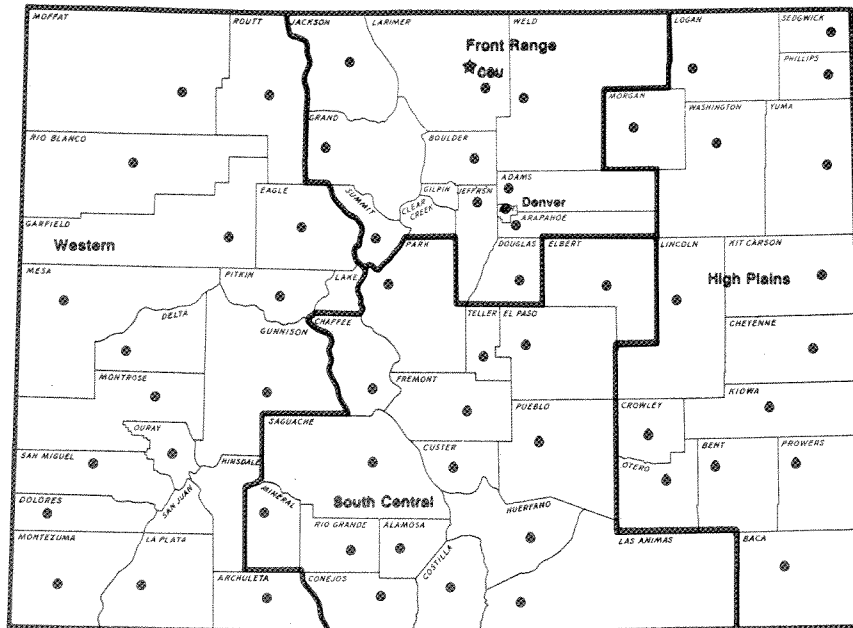 MOFFAT
ROUTT
JACKSON
LARIMER
WELD
LOGAN
SEDGWICK
PHILLIPS
Front Range
CSU
MORGAN
WASHINGTON
YUMA
GRAND
RIO BLANCO
BOULDER
ADAMS
EAGLE
SUMMIT
GILPIN
JEFFRSN
CLEAR
CREEK
Denver
ARAPAHOE
GARFIELD
Western
PARK
DOUGLAS
ELBERT
LINCOLN
KIT CARSON
High Plains
MESA
PITKIN
LAKE
DELTA
GUNNISON
CHAFFEE
TELLER
EL PASO
CHEYENNE
MONTROSE
FREMONT
KIOWA
PUEBLO
CROWLEY
SAGUACHE
OURAY
CUSTER
BENT
PROWERS
OTERO
SAN MIGUEL
HINSDALE
DOLORES
SAN JUAN
MINERAL
South Central
RIO GRANDE
ALAMOSA
HUERFANO
MONTEZUMA
LA PLATA
COSTILLA
LAS ANIMAS
BACA
ARCHULETA
CONEJOS